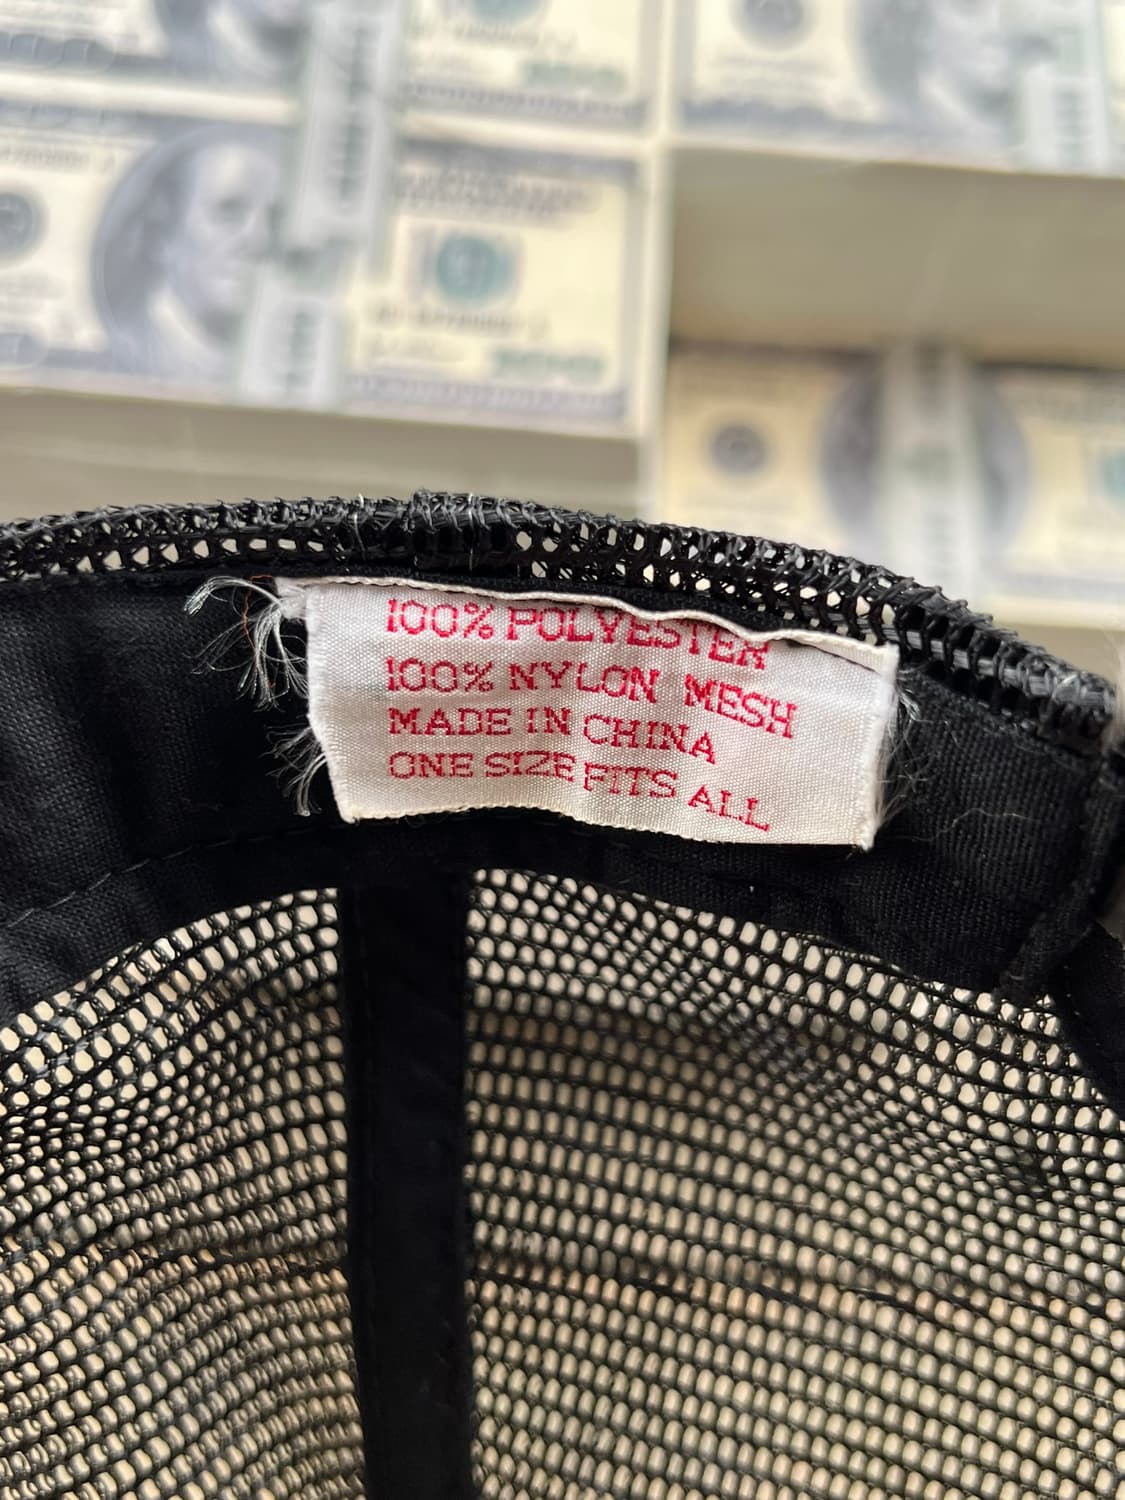 100% POLYESTER
100% NYLON MESH
MADE IN CHINA
ONE SIZE FITS ALL